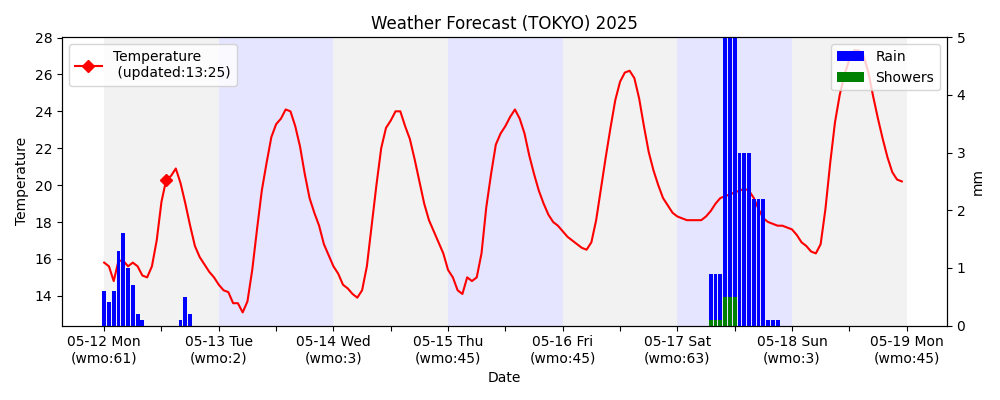 Weather Forecast (TOKYO) 2025
Temperature
(updated:13:25)
Rain
Showers
28
26
24
22
20
18
16
14
Temperature
5
4
3
2
1
0
mm
05-12 Mon
(wmo:61)
05-13 Tue
(wmo:2)
05-14 Wed
(wmo:3)
05-15 Thu
(wmo:45)
05-16 Fri
(wmo:45)
05-17 Sat
(wmo:63)
05-18 Sun
(wmo:3)
05-19 Mon
(wmo:45)
Date